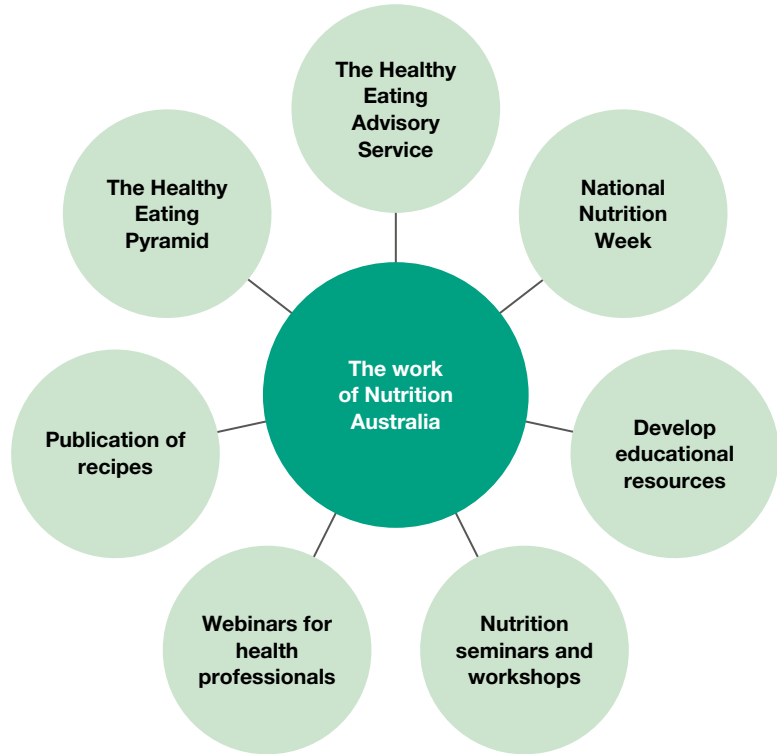 The Healthy
Eating
Advisory
Service
The Healthy
Eating
Pyramid
National
Nutrition
Week
The work
of Nutrition
Australia
Publication of
recipes
Develop
educational
resources
Webinars for
health
professionals
Nutrition
seminars and
workshops